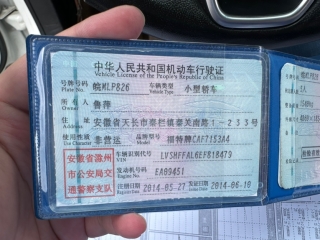 中华人民共和国机动车行驶证
Vehicle License of the People's Republic of China
号牌号码 皖MLP826 车辆类型 小型轿车
Plate No. Vehicle Type
所有人 鲁萍
Owner
住址 安徽省天长市秦栏镇秦关南路1-233号
Address
使用性质 非营运 品牌型号 福特牌CAF7153A4
Use Character Model
安徽省滁州市公安局交通警察支队
车辆识别代号 LVSHFFAL6EF818479
VIN
发动机号码 EA09451
Engine No.
注册日期 2014-05-27 发证日期 2014-06-10
Register Date Issue Date